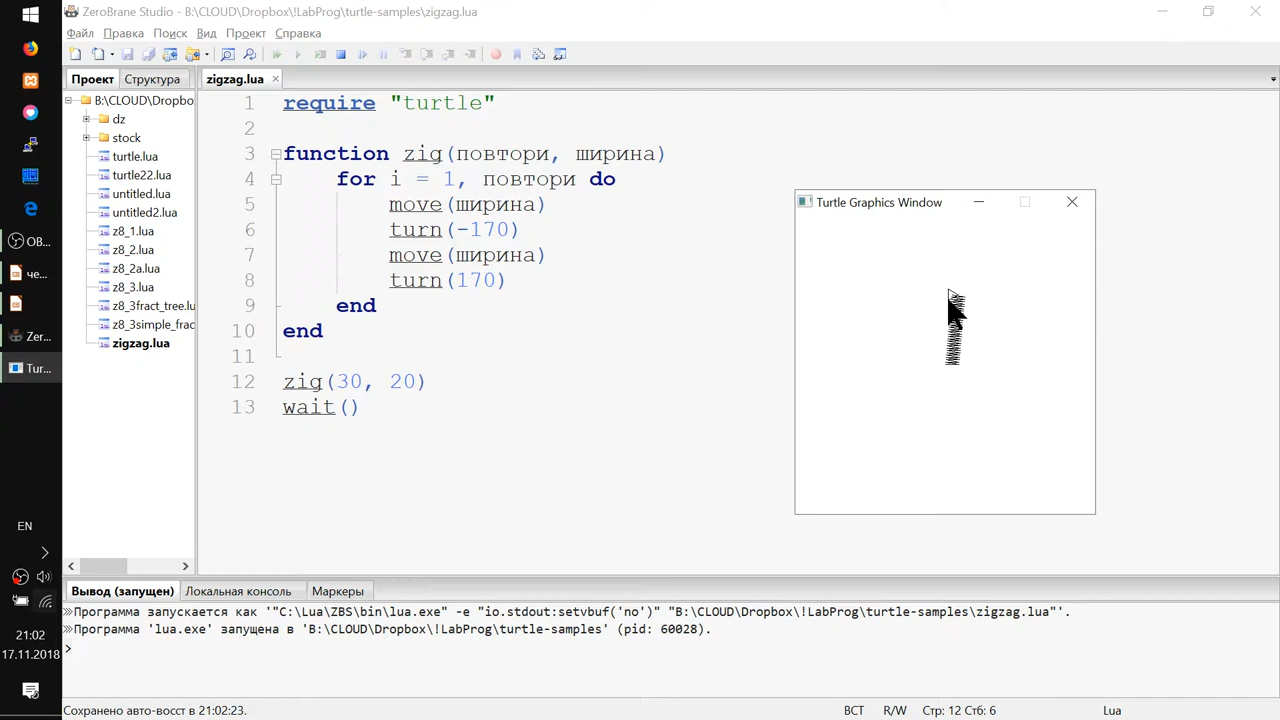 ZeroBrane Studio - B:\CLOUD\Dropbox\!LabProg\turtle-samples\zigzag.lua
Файл Правка Поиск Вид Проект Справка
Проект Структура
zigzag.lua
B:\CLOUD\Dropbo
dz
stock
turtle.lua
turtle22.lua
untitled.lua
untitled2.lua
z8_1.lua
z8_2.lua
z8_2a.lua
z8_3.lua
z8_3fract_tree.lu
z8_3simple_frac
zigzag.lua
1 require "turtle"
2
3 function zig(повтори, ширина)
4 for i = 1, повтори do
5 move(ширина)
6 turn(-170)
7 move(ширина)
8 turn(170)
9 end
10 end
11
12 zig(30, 20)
13 wait()
Turtle Graphics Window
OB...
че...
Zer...
Tur...
EN
21:02
17.11.2018
Вывод (запущен) Локальная консоль Маркеры
Программа запускается как '"C:\Lua\ZBS\bin\lua.exe" -e "io.stdout:setvbuf('no')" "B:\CLOUD\Dropbox\!LabProg\turtle-samples\zigzag.lua"'.
Программа 'lua.exe' запущена в 'B:\CLOUD\Dropbox\!LabProg\turtle-samples' (pid: 60028).
>
Сохранено авто-восст в 21:02:23.
ВСТ R/W Стр: 12 Стб: 6 Lua